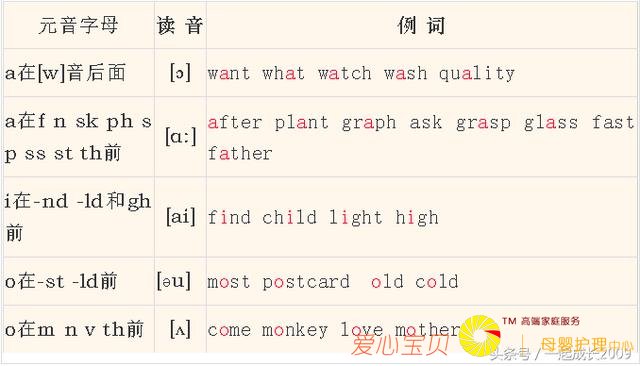 元音字母 读音 例词
a在[w]音后面 [ɔ] want what watch wash quality
a在f n sk ph s
p ss st th前
[ɑ:]
after plant graph ask grasp glass fast
father
i在-nd -ld和gh
前
[ai] find child light high
o在-st -ld前 [əu] most postcard old cold
o在m n v th前 [ʌ] come monkey love mother
爱心宝贝
TM 高端家庭服务
母婴护理中心
头条号 / 一起成长2009